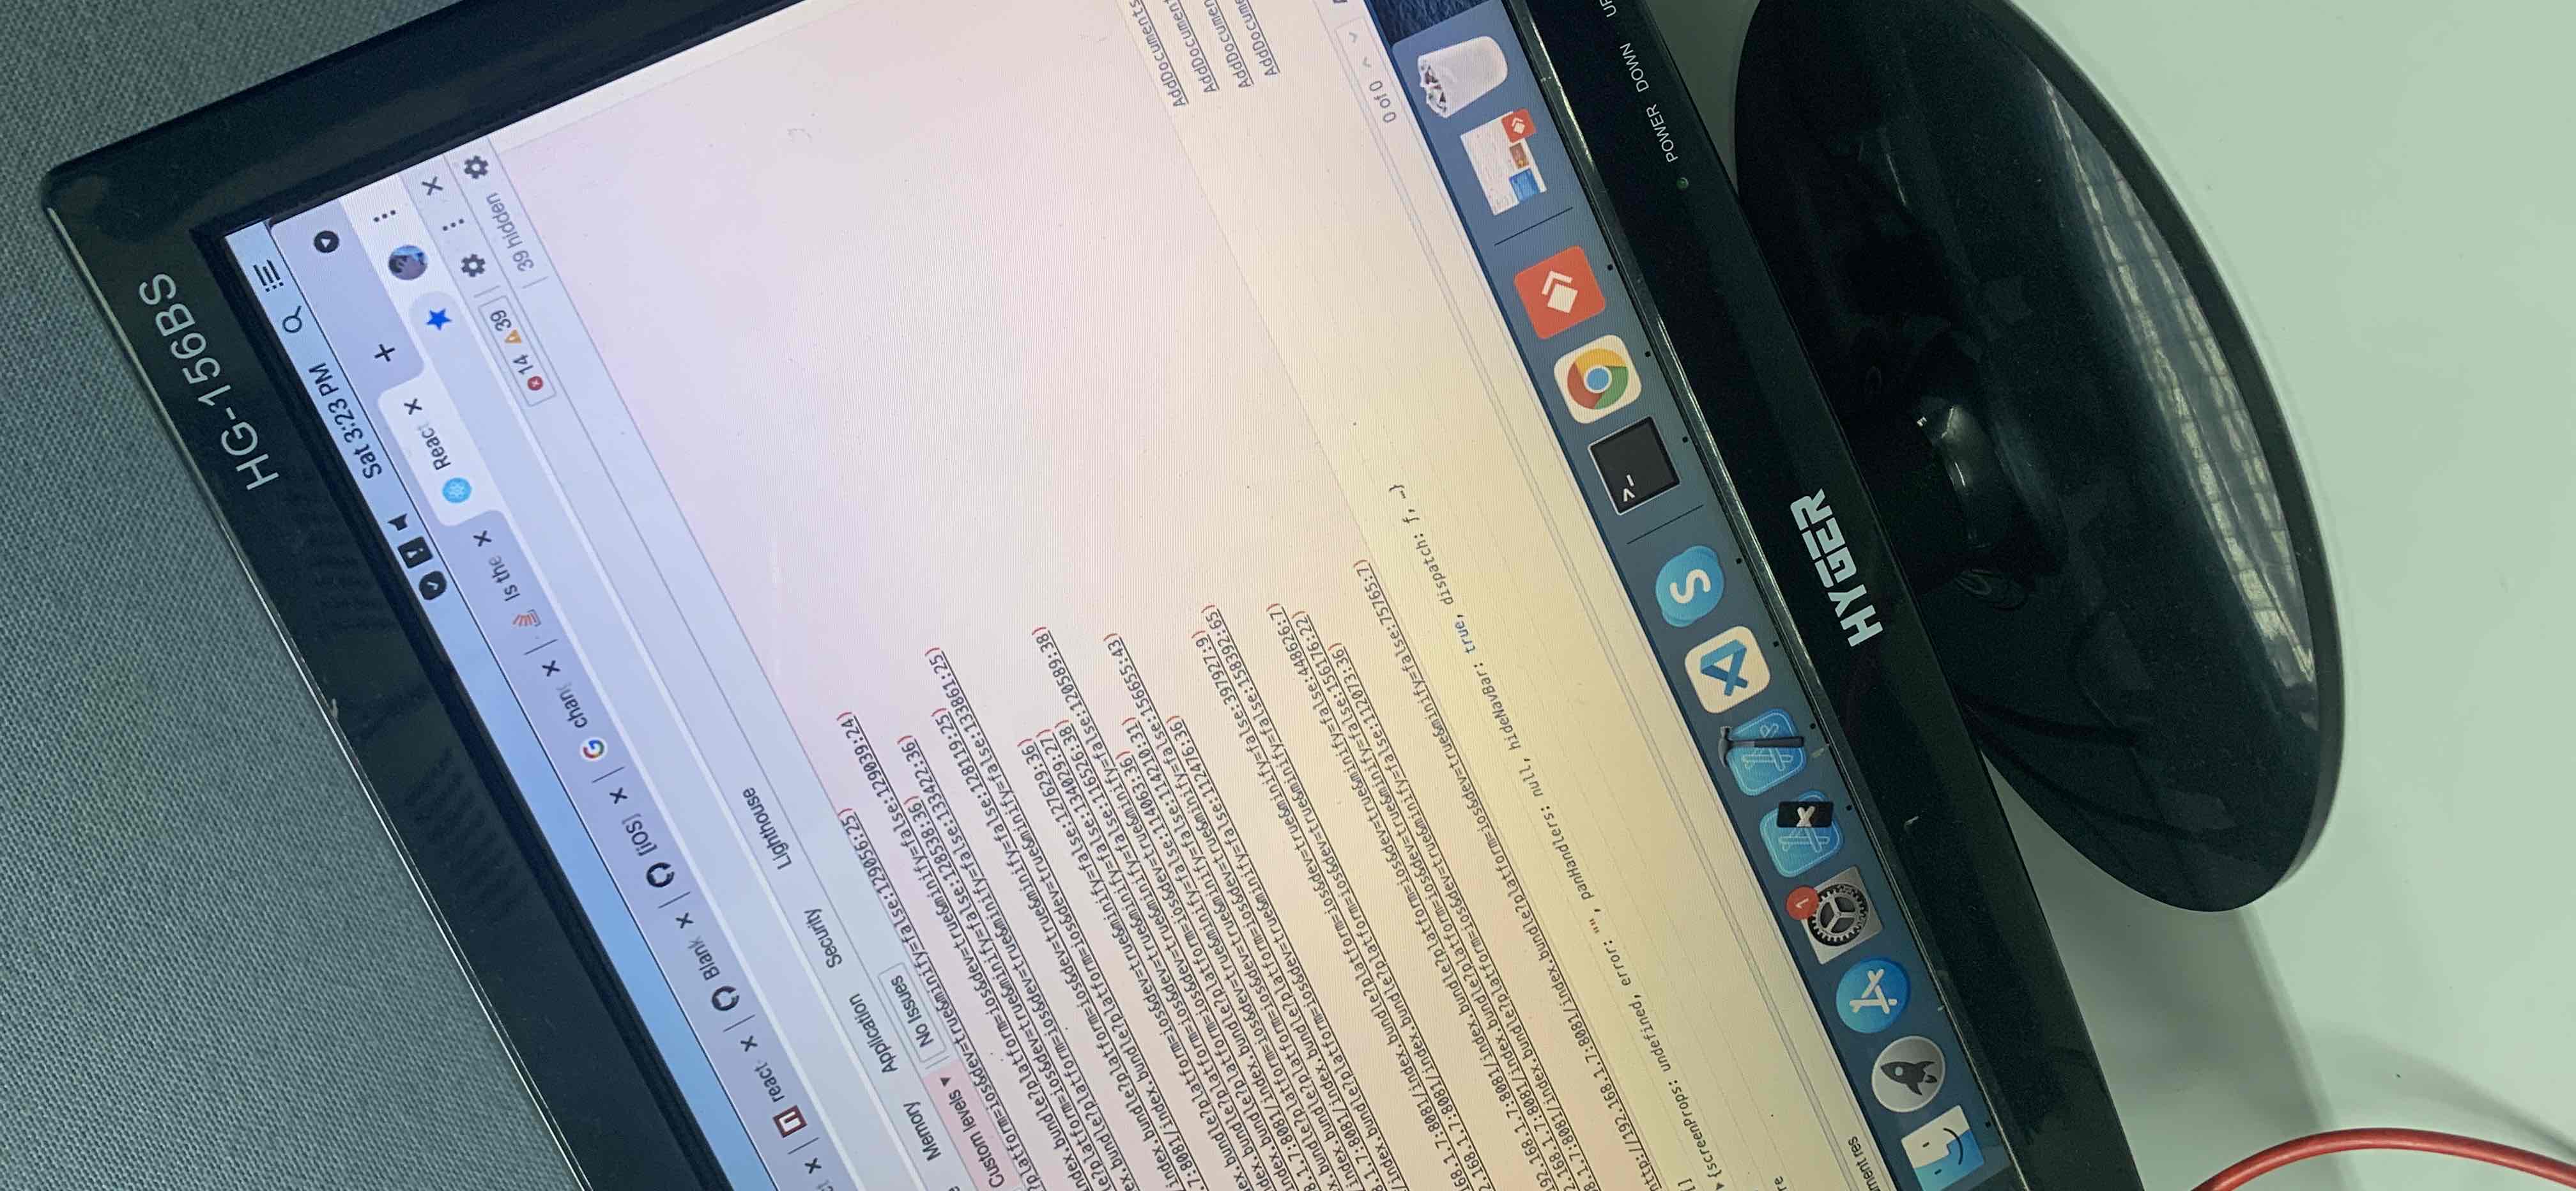 HG-156BS
Sat 3:23 PM
react
Blank
[iOS]
chang
Is the
React
14 39
39 hidden
Memory
Application
Security
Lighthouse
Custom levels ▼
No Issues
?platform=ios&dev=true&minify=false:129056:25)
index.bundle?platform=ios&dev=true&minify=false:129039:24)
le?platform=ios&dev=true&minify=false:128538:36)
ex.bundle?platform=ios&dev=true&minify=false:133422:36)
/index.bundle?platform=ios&dev=true&minify=false:128119:25)
.7:8081/index.bundle?platform=ios&dev=true&minify=false:133861:25)
ex.bundle?platform=ios&dev=true&minify=false:127629:36)
dex.bundle?platform=ios&dev=true&minify=false:134029:27)
index.bundle?platform=ios&dev=true&minify=false:116526:38)
8.1.7:8081/index.bundle?platform=ios&dev=true&minify=false:120589:38)
x.bundle?platform=ios&dev=true&minify=false:114063:36)
/index.bundle?platform=ios&dev=true&minify=false:114210:31)
8.1.7:8081/index.bundle?platform=ios&dev=true&minify=false:156655:43)
/index.bundle?platform=ios&dev=true&minify=false:112476:36)
168.1.7:8081/index.bundle?platform=ios&dev=true&minify=false:397927:9)
2.168.1.7:8081/index.bundle?platform=ios&dev=true&minify=false:158392:65)
192.168.1.7:8081/index.bundle?platform=ios&dev=true&minify=false:448626:7)
2.168.1.7:8081/index.bundle?platform=ios&dev=true&minify=false:156176:22)
8.1.7:8081/index.bundle?platform=ios&dev=true&minify=false:112073:36)
http://192.168.1.7:8081/index.bundle?platform=ios&dev=true&minify=false:75765:7)
AddDocuments
AddDocument
AddDocumen
AddDocume
[]
▶{screenProps: undefined, error: "", panHandlers: null, hideNavBar: true, dispatch: ƒ, …}
re
0 of 0
ment res
1
HYGER
POWER DOWN UP